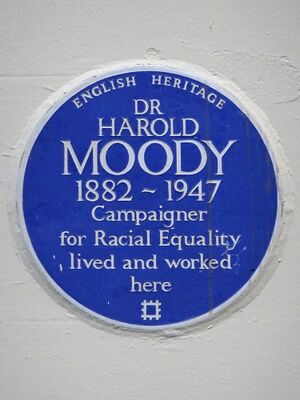 ENGLISH HERITAGE
DR
HAROLD
MOODY
1882 ~ 1947
Campaigner
for Racial Equality
lived and worked
here